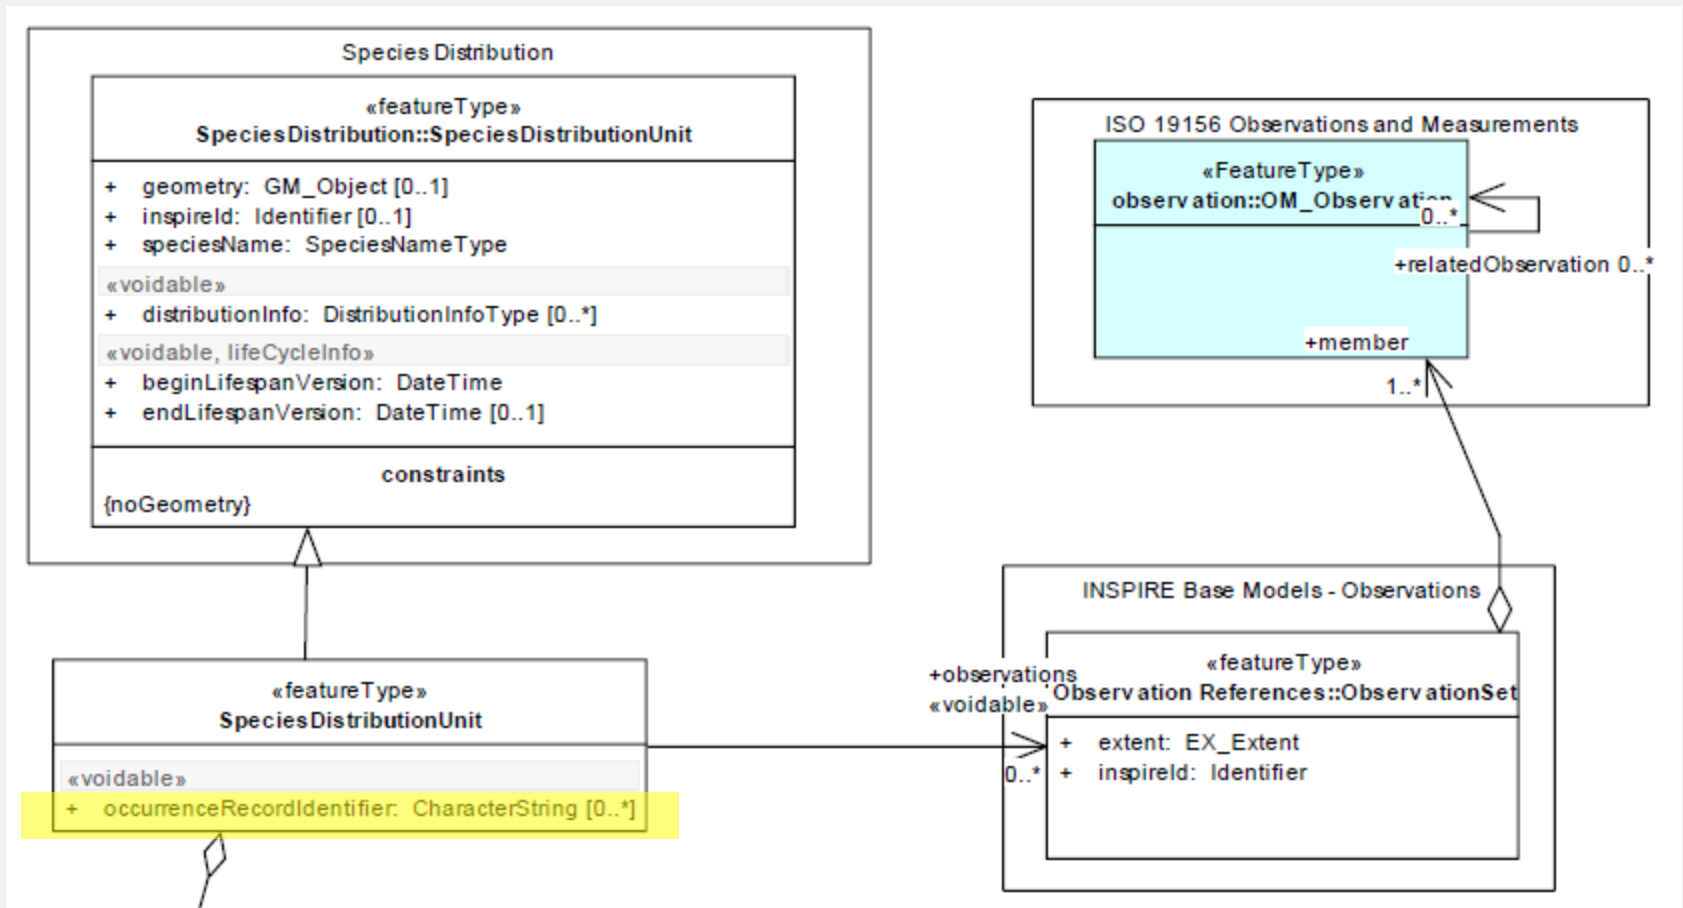 Species Distribution
«featureType»
SpeciesDistribution::SpeciesDistributionUnit
+ geometry: GM_Object [0..1]
+ inspireId: Identifier [0..1]
+ speciesName: SpeciesNameType
«voidable»
+ distributionInfo: DistributionInfoType [0..*]
«voidable, lifeCycleInfo»
+ beginLifespanVersion: DateTime
+ endLifespanVersion: DateTime [0..1]
constraints
{noGeometry}
ISO 19156 Observations and Measurements
«FeatureType»
observation::OM_Observation
0..*
+relatedObservation 0..*
+member
1..*
INSPIRE Base Models - Observations
«featureType»
Observation References::ObservationSet
+ extent: EX_Extent
+ inspireId: Identifier
+observations
«voidable»
0..*
«featureType»
SpeciesDistributionUnit
«voidable»
+ occurrenceRecordIdentifier: CharacterString [0..*]